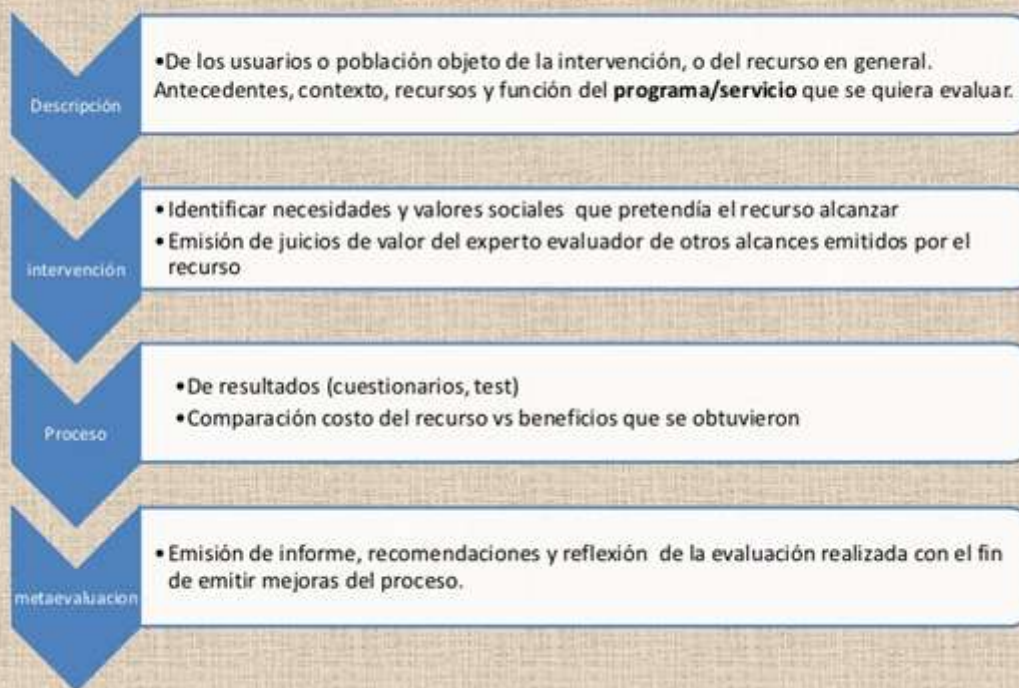 Descripción
•De los usuarios o población objeto de la intervención, o del recurso en general.
Antecedentes, contexto, recursos y función del programa/servicio que se quiera evaluar.
intervención
•Identificar necesidades y valores sociales  que pretendía el recurso alcanzar
•Emisión de juicios de valor del experto evaluador de otros alcances emitidos por el
recurso
Proceso
•De resultados (cuestionarios, test)
•Comparación costo del recurso vs beneficios que se obtuvieron
metaevaluacion
•Emisión de informe, recomendaciones y reflexión  de la evaluación realizada con el fin
de emitir mejoras del proceso.